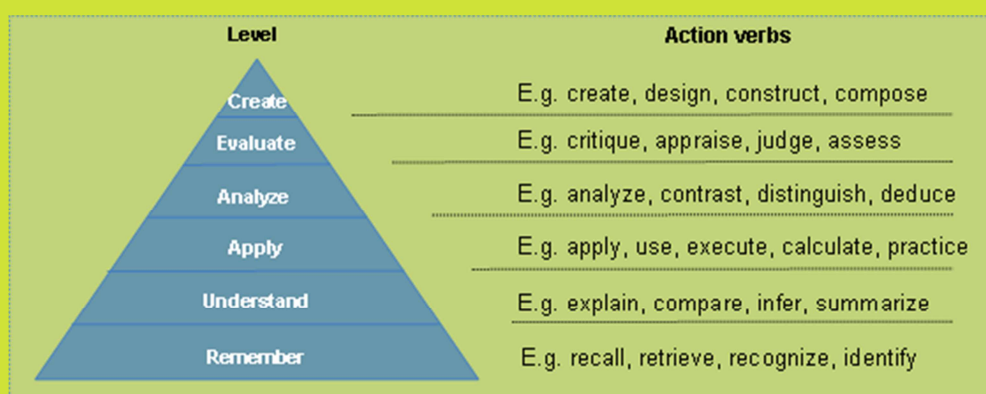 Level Action verbs
Create E.g. create, design, construct, compose
Evaluate E.g. critique, appraise, judge, assess
Analyze E.g. analyze, contrast, distinguish, deduce
Apply E.g. apply, use, execute, calculate, practice
Understand E.g. explain, compare, infer, summarize
Remember E.g. recall, retrieve, recognize, identify